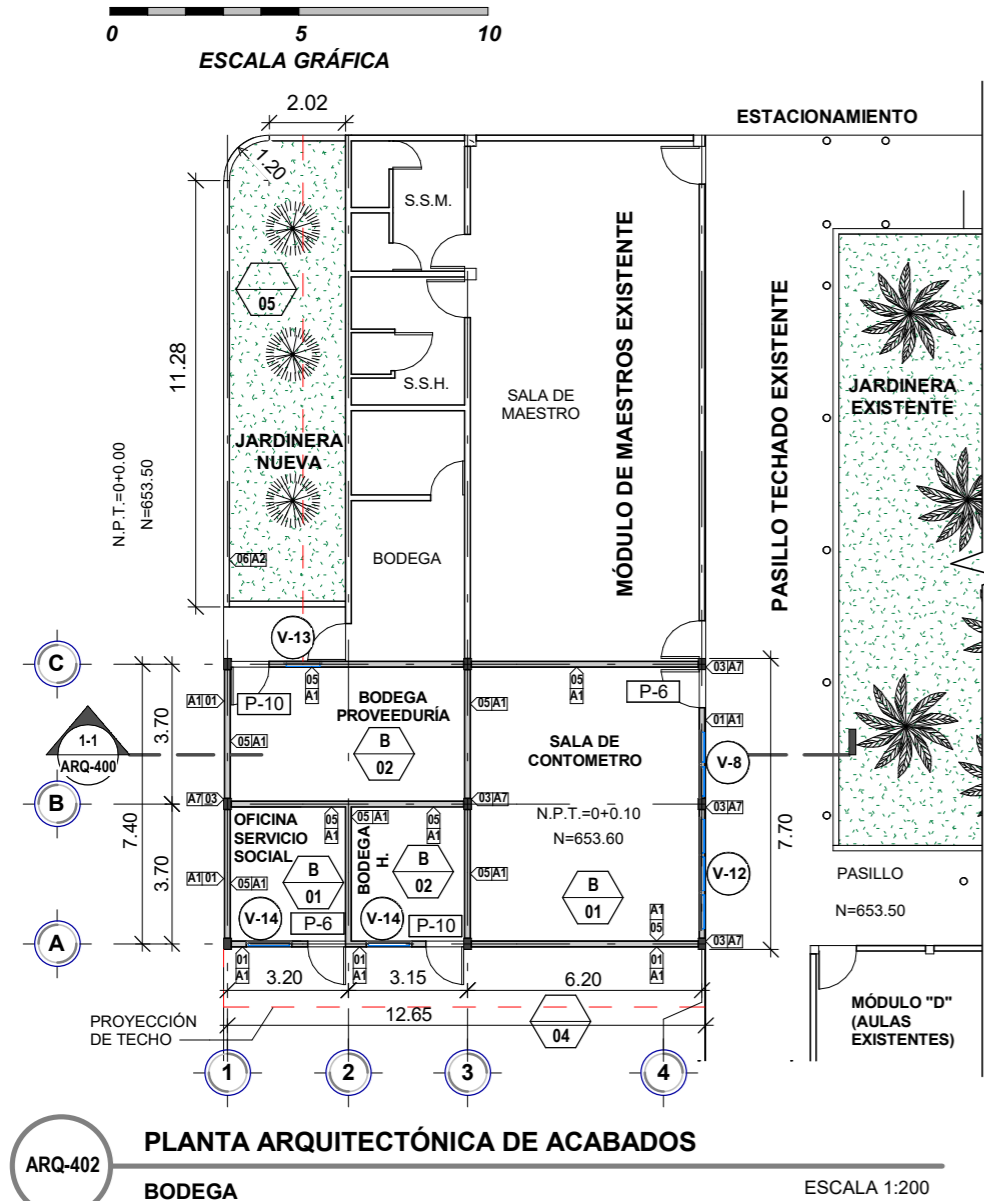 0 5 10
ESCALA GRÁFICA
2.02
ESTACIONAMIENTO
1.20
S.S.M.
05
11.28
S.S.H.
SALA DE
MAESTRO
MÓDULO DE MAESTROS EXISTENTE
PASILLO TECHADO EXISTENTE
JARDINERA
EXISTENTE
JARDINERA
NUEVA
N.P.T.=0+0.00
N=653.50
06 A2
BODEGA
V-13
C
03 A7
A1 01
P-10
05
A1
BODEGA
PROVEEDURÍA
05 A1
05
A1
P-6
01 A1
3.70
1-1
ARQ-400
05 A1
B
02
SALA DE
CONTOMETRO
V-8
B
A7 03
03 A7
03 A7
7.40
7.70
OFICINA
SERVICIO
SOCIAL
05
A1
05 A1
05
A1
N.P.T.=0+0.10
N=653.60
3.70
BODEGA
H.
A1 01
05 A1
B
01
B
02
05 A1
B
01
V-12
PASILLO
N=653.50
V-14
P-6
V-14
P-10
A1
05
A
03 A7
01
A1
01
A1
01
A1
3.20
3.15
6.20
12.65
PROYECCIÓN
DE TECHO
04
MÓDULO "D"
(AULAS
EXISTENTES)
1
2
3
4
ARQ-402
PLANTA ARQUITECTÓNICA DE ACABADOS
BODEGA
ESCALA 1:200